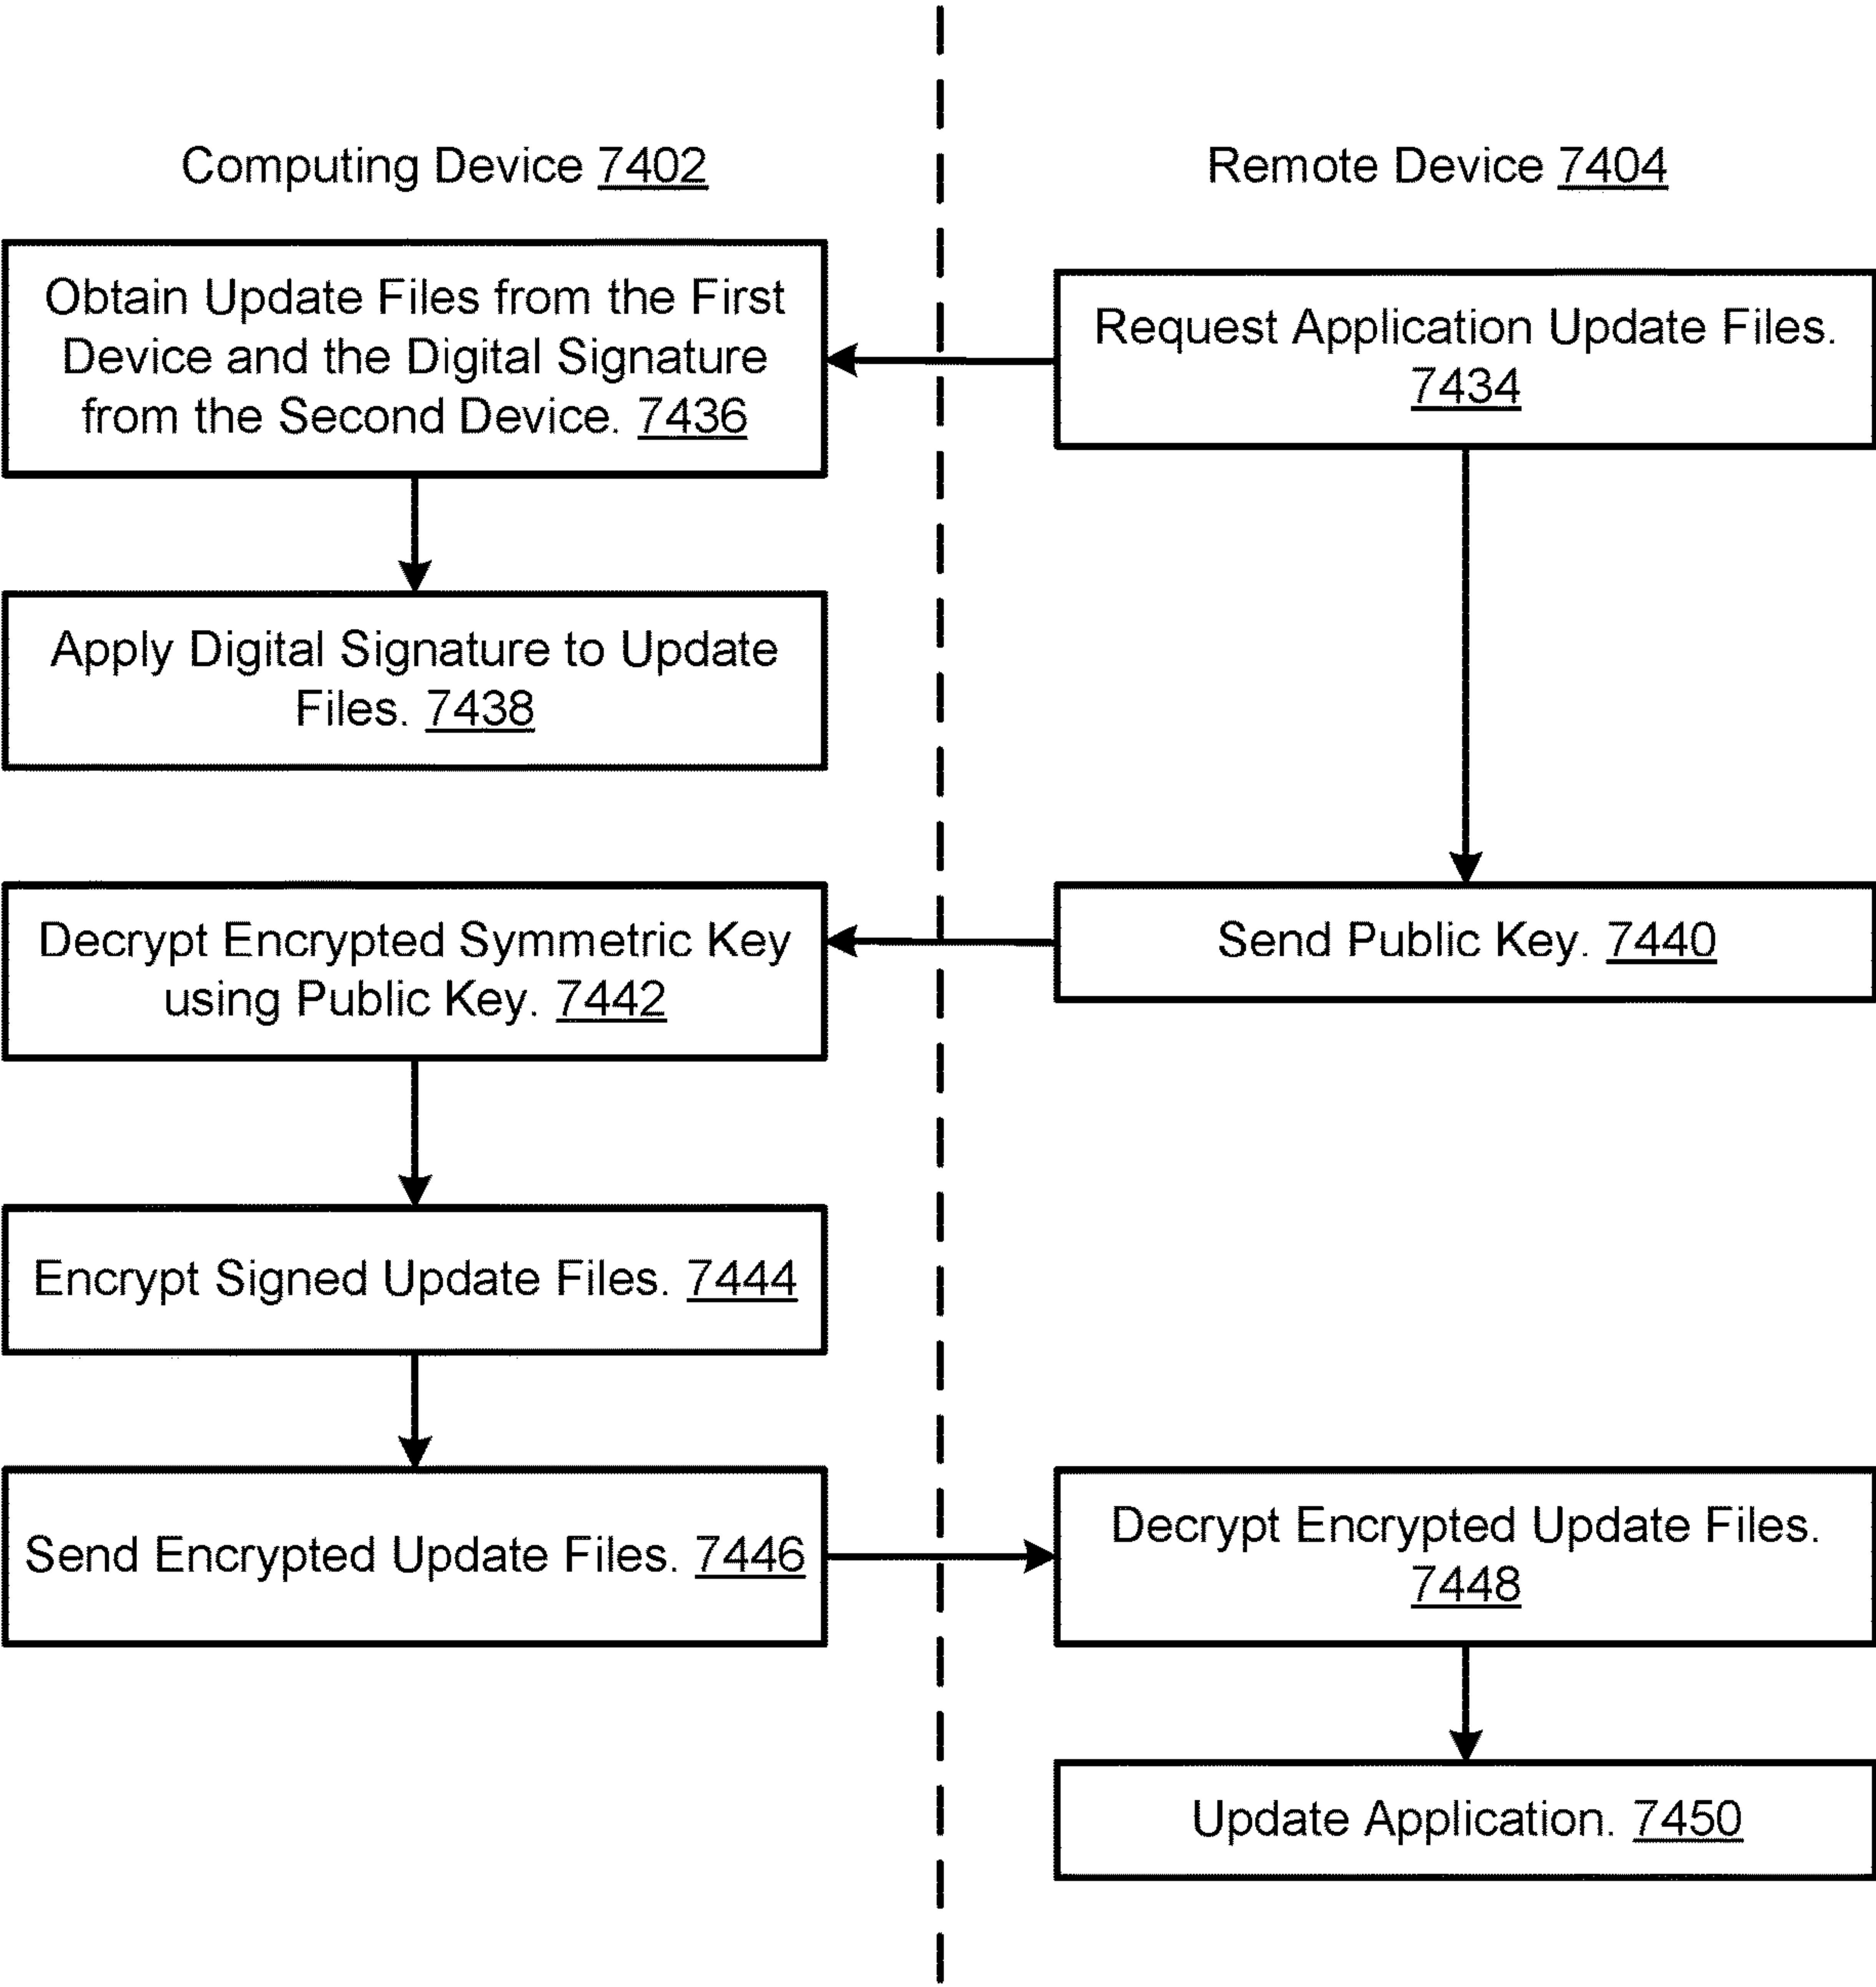 Computing Device 7402
Remote Device 7404
Obtain Update Files from the First
Device and the Digital Signature
from the Second Device. 7436
Request Application Update Files.
7434
Apply Digital Signature to Update
Files. 7438
Decrypt Encrypted Symmetric Key
using Public Key. 7442
Send Public Key. 7440
Encrypt Signed Update Files. 7444
Send Encrypted Update Files. 7446
Decrypt Encrypted Update Files.
7448
Update Application. 7450